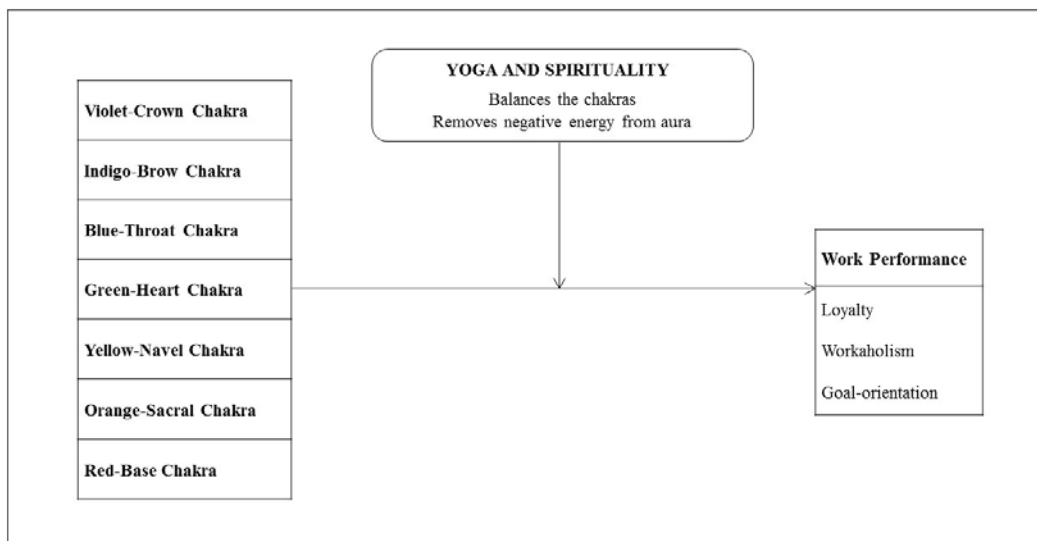 YOGA AND SPIRITUALITY
Balances the chakras
Removes negative energy from aura
Violet-Crown Chakra
Indigo-Brow Chakra
Blue-Throat Chakra
Green-Heart Chakra
Yellow-Navel Chakra
Orange-Sacral Chakra
Red-Base Chakra
Work Performance
Loyalty
Workaholism
Goal-orientation